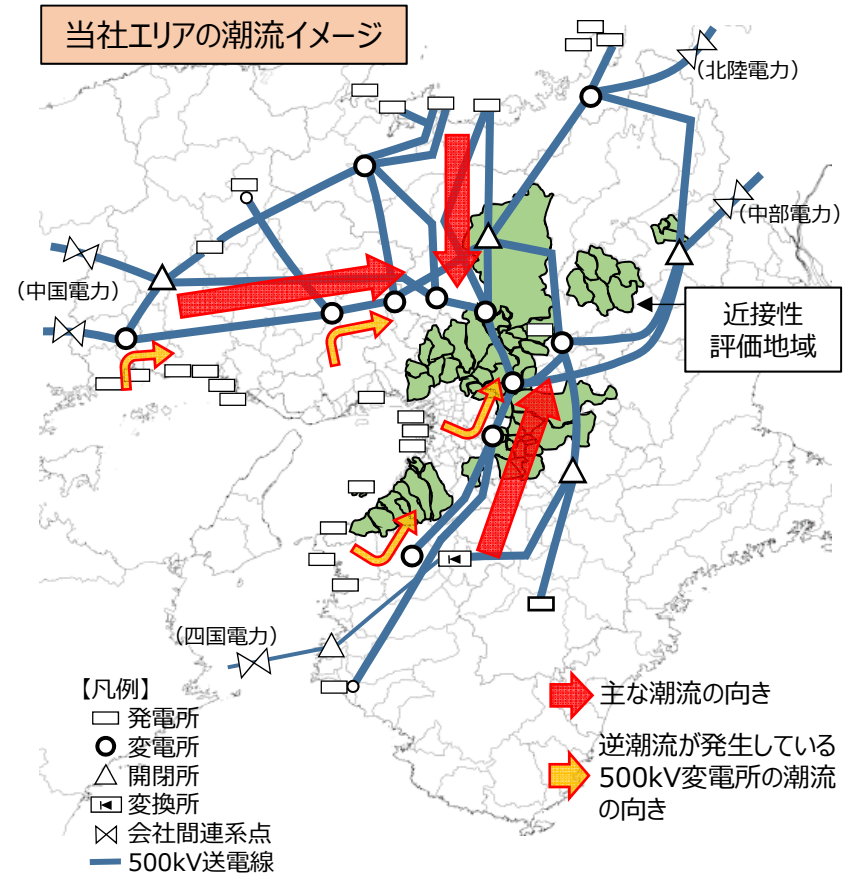 当社エリアの潮流イメージ
（北陸電力）
（中部電力）
（中国電力）
近接性
評価地域
（四国電力）
【凡例】
発電所
変電所
開閉所
変換所
会社間連系点
500kV送電線
主な潮流の向き
逆潮流が発生している
500kV変電所の潮流
の向き